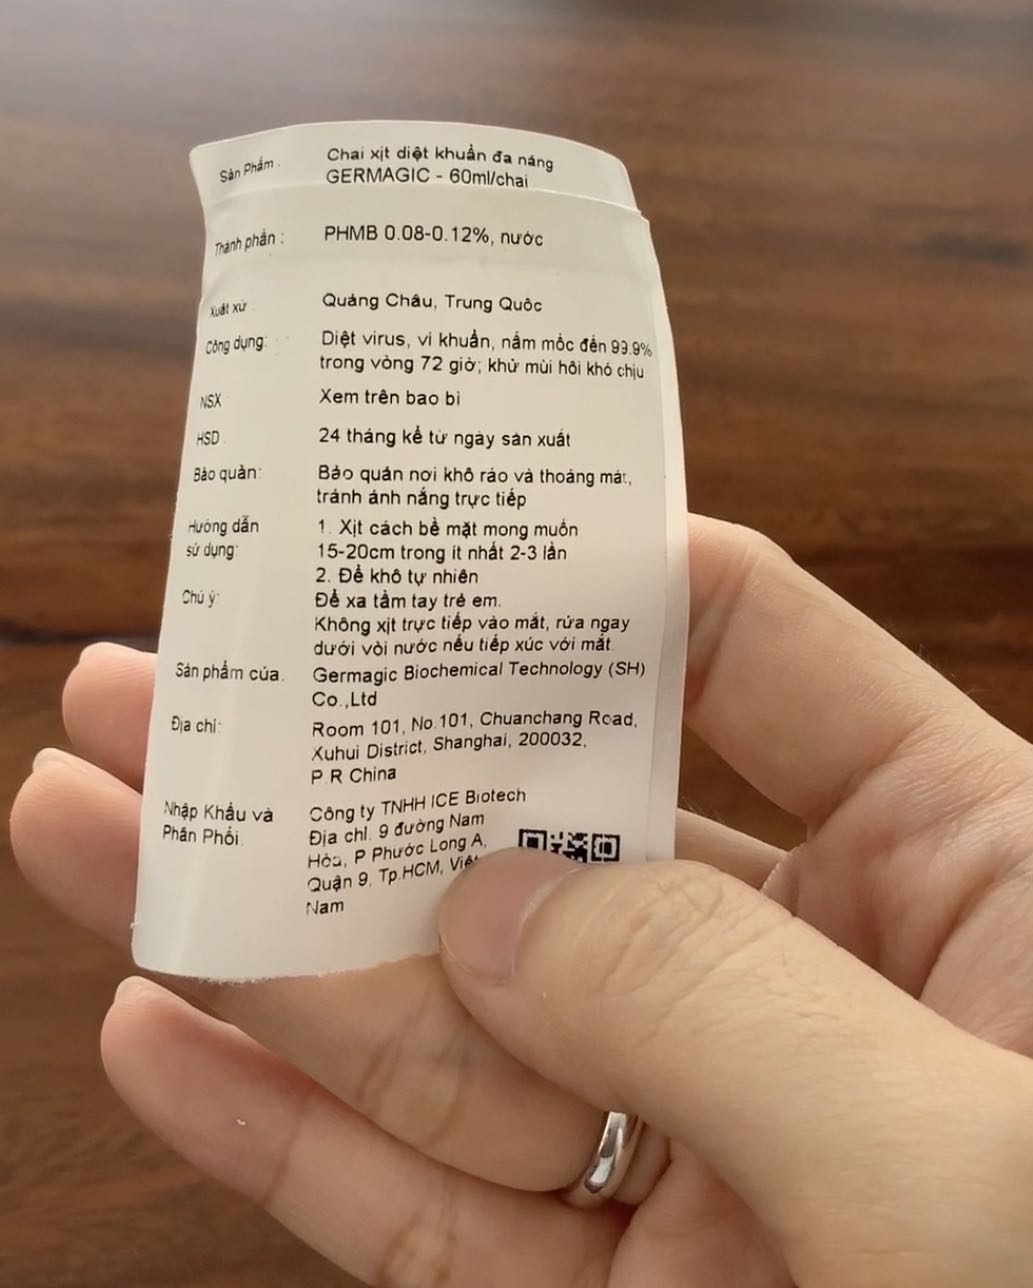 Sản Phẩm : Chai xịt diệt khuẩn đa năng
GERMAGIC - 60ml/chai
Thành phần : PHMB 0.08-0.12%, nước
Xuất xứ : Quảng Châu, Trung Quốc
Công dụng: Diệt virus, vi khuẩn, nấm mốc đến 99.9%
trong vòng 72 giờ; khử mùi hôi khó chịu
NSX Xem trên bao bì
HSD : 24 tháng kể từ ngày sản xuất
Bảo quản: Bảo quản nơi khô ráo và thoáng mát,
tránh ánh nắng trực tiếp
Hướng dẫn 1. Xịt cách bề mặt mong muốn
sử dụng: 15-20cm trong ít nhất 2-3 lần
2. Để khô tự nhiên
Chú ý: Để xa tầm tay trẻ em.
Không xịt trực tiếp vào mắt, rửa ngay
dưới vòi nước nếu tiếp xúc với mắt.
Sản phẩm của: Germagic Biochemical Technology (SH)
Co.,Ltd
Địa chỉ: Room 101, No.101, Chuanchang Road,
Xuhui District, Shanghai, 200032,
P.R China
Nhập Khẩu và Công ty TNHH ICE Biotech
Phân Phối: Địa chỉ: 9 đường Nam
Hòa, P Phước Long A,
Quận 9, Tp.HCM, Việt
Nam